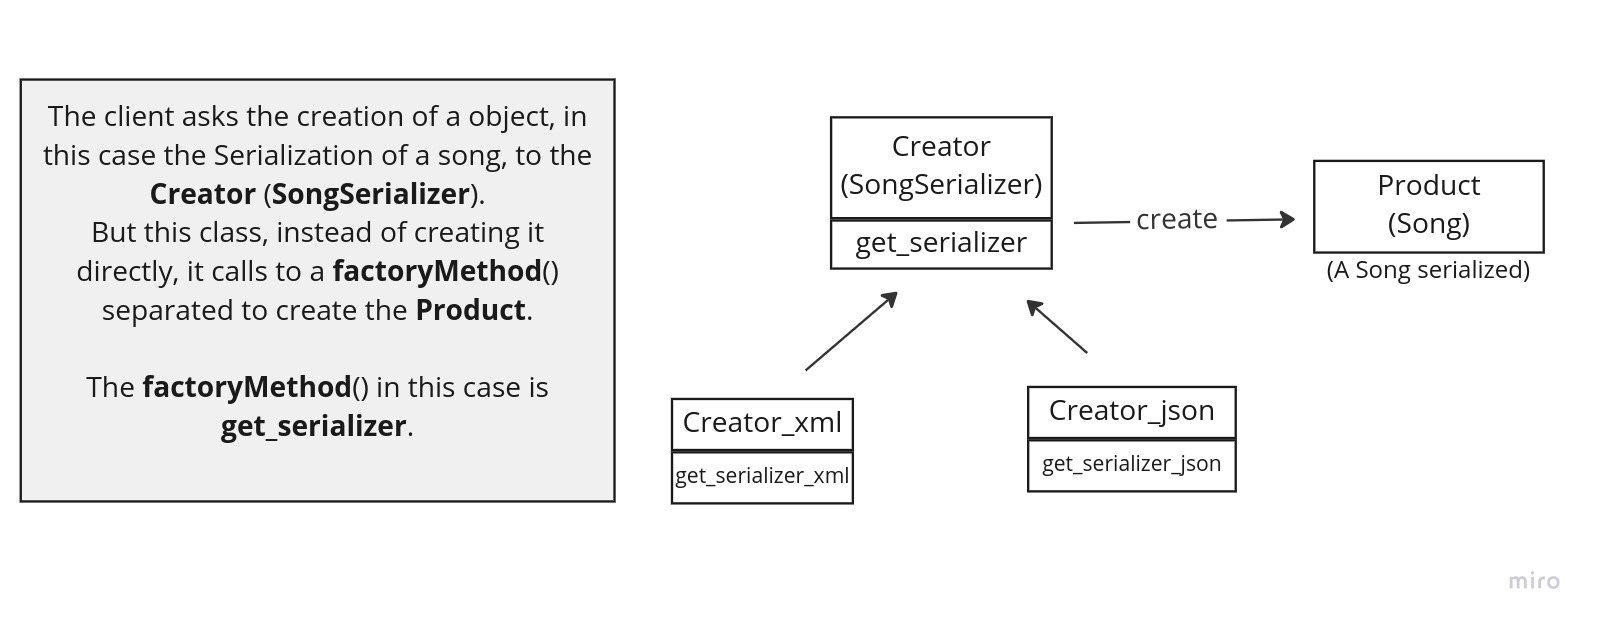 The client asks the creation of a object, in
this case the Serialization of a song, to the
Creator (SongSerializer).
But this class, instead of creating it
directly, it calls to a factoryMethod()
separated to create the Product.
The factoryMethod() in this case is
get_serializer.
Creator
(SongSerializer)
get_serializer
create
Product
(Song)
(A Song serialized)
Creator_xml
get_serializer_xml
Creator_json
get_serializer_json
miro